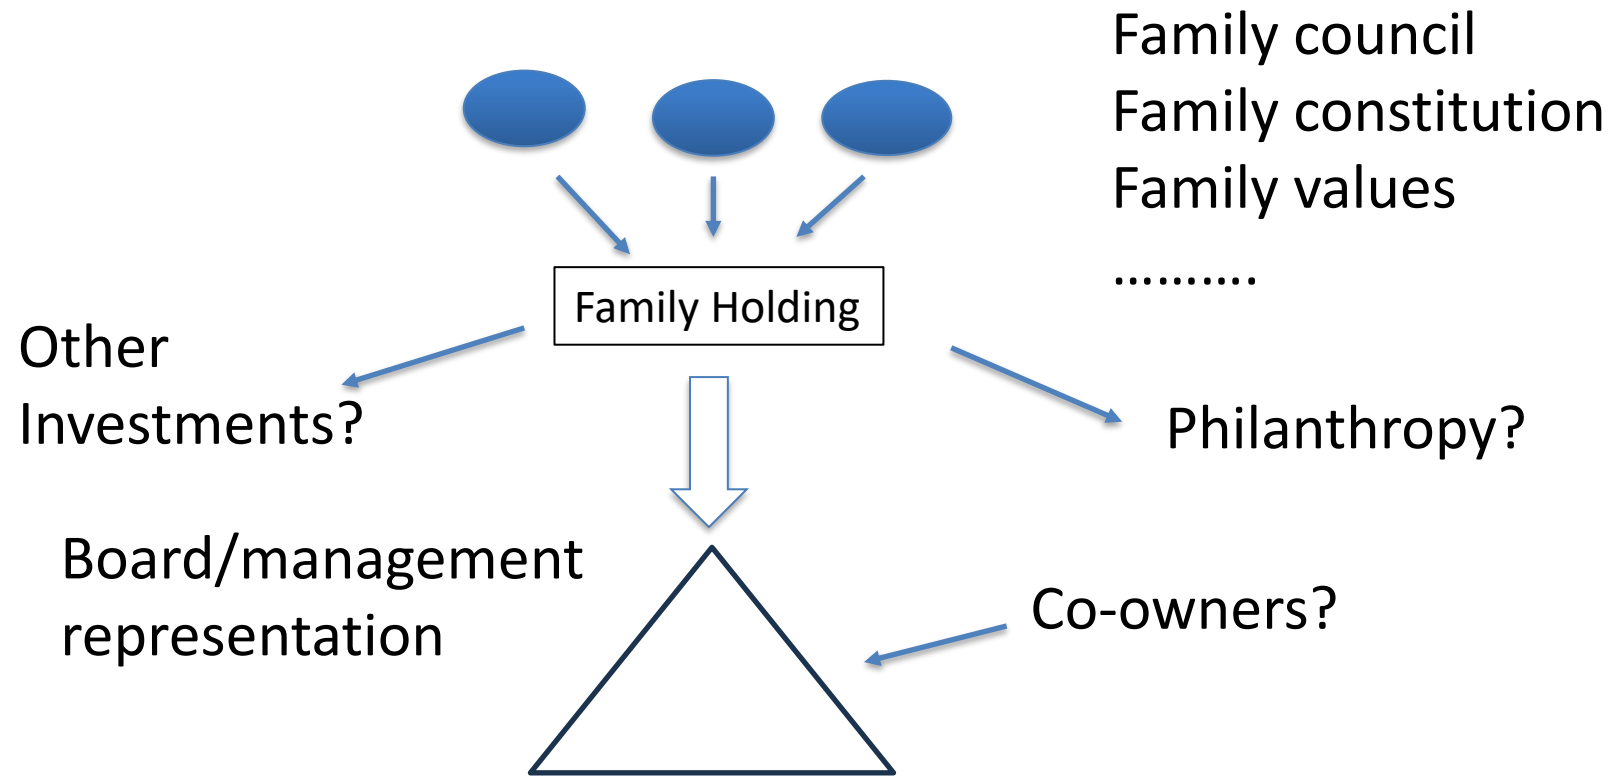 Family council
Family constitution
Family values
……….
Family Holding
Other
Investments?
Philanthropy?
Board/management
representation
Co-owners?